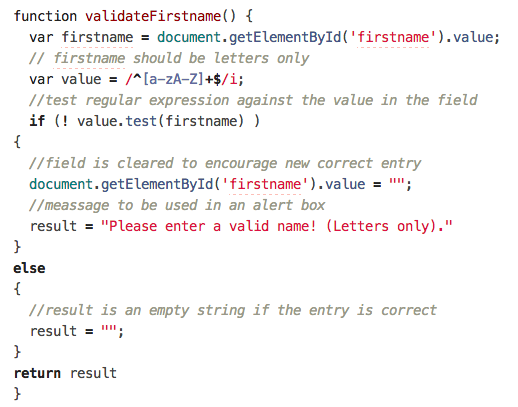 function validateFirstname() {
var firstname = document.getElementById('firstname').value;
// firstname should be letters only
var value = /^[a-zA-Z]+$/i;
//test regular expression against the value in the field
if (! value.test(firstname) )
{
//field is cleared to encourage new correct entry
document.getElementById('firstname').value = "";
//meassage to be used in an alert box
result = "Please enter a valid name! (Letters only)."
}
else
{
//result is an empty string if the entry is correct
result = "";
}
return result
}